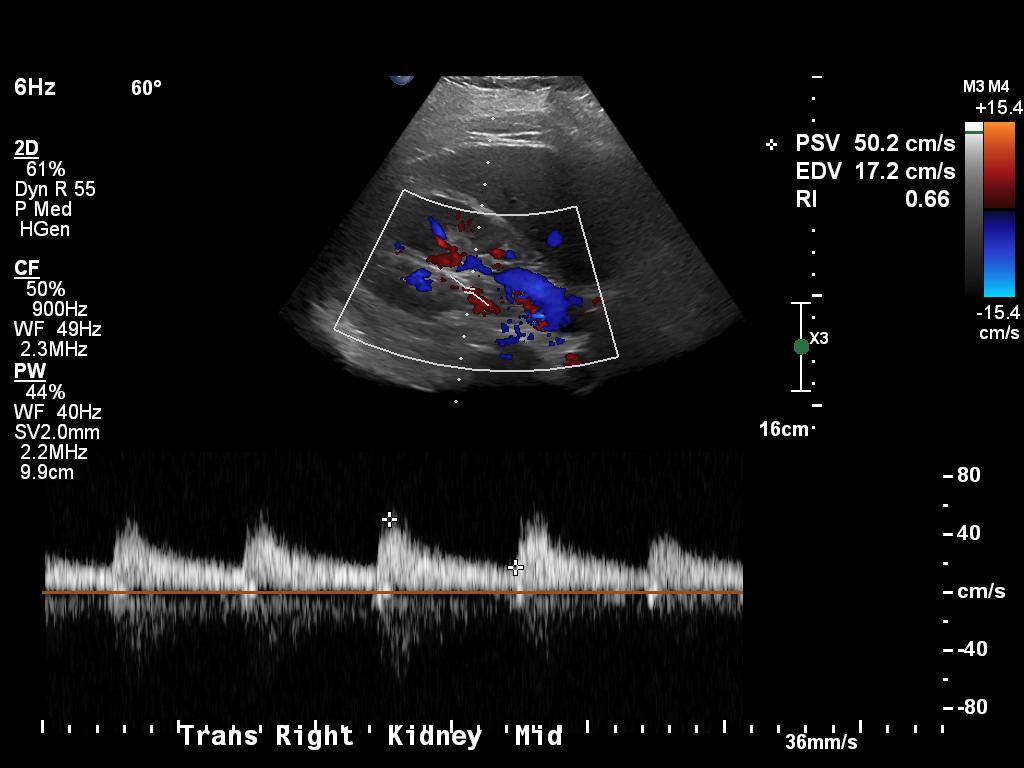 6Hz
60°
2D
61%
Dyn R 55
P Med
HGen
CF
50%
900Hz
WF 49Hz
2.3MHz
PW
44%
WF 40Hz
SV2.0mm
2.2MHz
9.9cm
M3 M4
+15.4
PSV 50.2 cm/s
EDV 17.2 cm/s
RI 0.66
-15.4
cm/s
X3
16cm
80
40
cm/s
-40
-80
Trans Right Kidney Mid
36mm/s